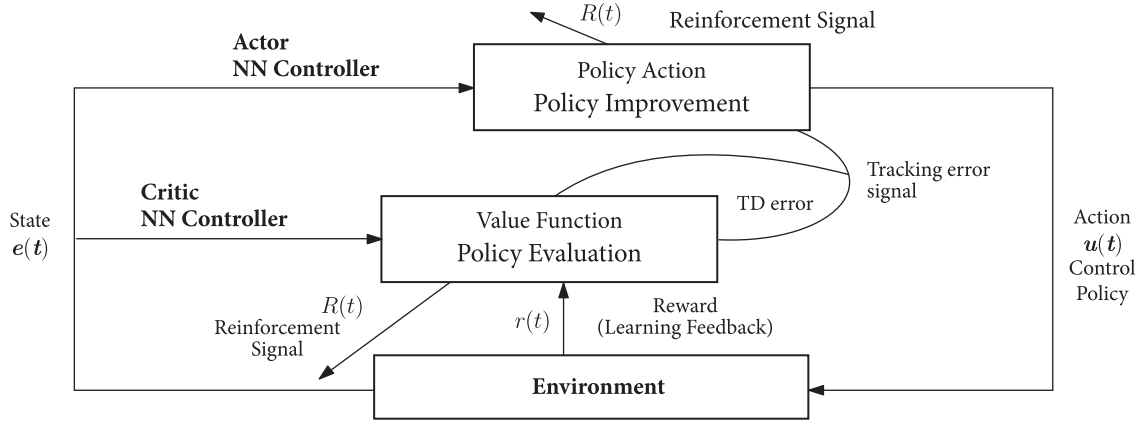 R(t)
Reinforcement Signal
Actor
NN Controller
Policy Action
Policy Improvement
Tracking error
signal
TD error
Critic
NN Controller
Value Function
Policy Evaluation
State
e(t)
Action
u(t)
Control
Policy
R(t)
Reinforcement
Signal
r(t)
Reward
(Learning Feedback)
Environment